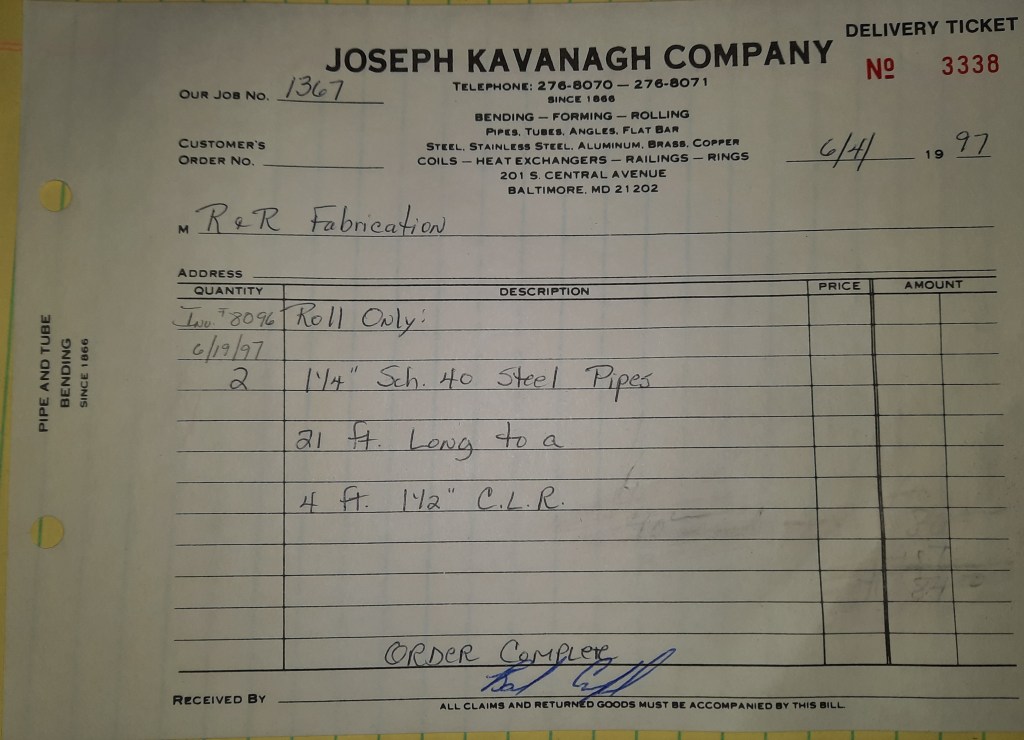 DELIVERY TICKET
JOSEPH KAVANAGH COMPANY
№ 3338
OUR JOB NO. 1367
TELEPHONE: 276-8070 — 276-8071
SINCE 1866
BENDING — FORMING — ROLLING
PIPES, TUBES, ANGLES, FLAT BAR
CUSTOMER'S
ORDER NO.
STEEL, STAINLESS STEEL, ALUMINUM, BRASS, COPPER
COILS — HEAT EXCHANGERS — RAILINGS — RINGS
6/4/ 19 97
201 S. CENTRAL AVENUE
BALTIMORE, MD 21202
M R & R Fabrication
ADDRESS
QUANTITY DESCRIPTION PRICE AMOUNT
Inv. # 8096 Roll Only:
6/19/97
2 1 1/4" Sch. 40 Steel Pipes
21 ft. Long to a
4 ft. 1 1/2" C.L.R.
ORDER Complete
RECEIVED BY
ALL CLAIMS AND RETURNED GOODS MUST BE ACCOMPANIED BY THIS BILL
PIPE AND TUBE
BENDING
SINCE 1866